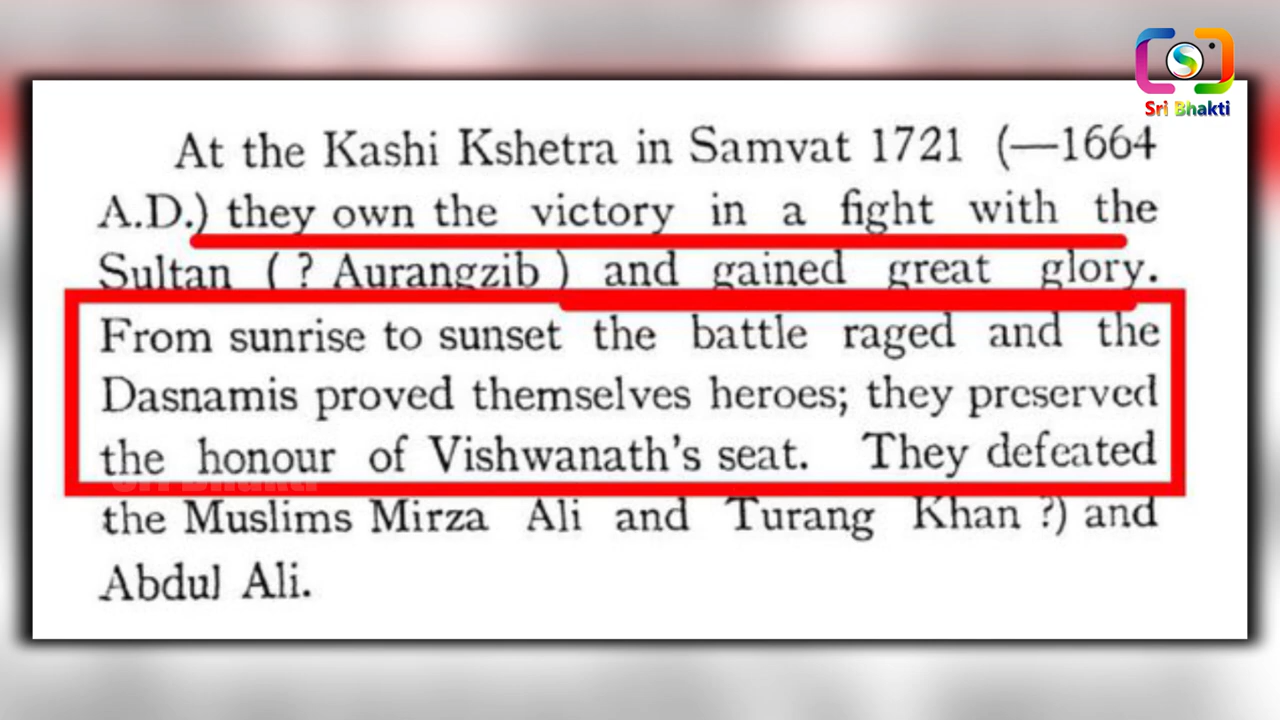 Sri Bhakti
At the Kashi Kshetra in Samvat 1721 (—1664
A.D.) they own the victory in a fight with the
Sultan ( ? Aurangzib ) and gained great glory.
From sunrise to sunset the battle raged and the
Dasnamis proved themselves heroes; they preserved
the honour of Vishwanath's seat. They defeated
Sri Bhakti
the Muslims Mirza Ali and Turang Khan ?) and
Abdul Ali.